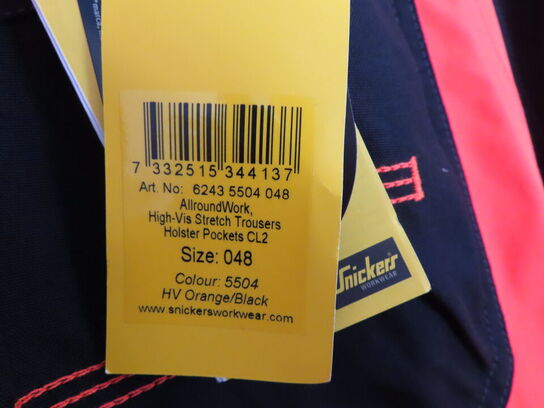 7 332515 344137
Art. No: 6243 5504 048
AllroundWork,
High-Vis Stretch Trousers
Holster Pockets CL2
Size: 048
Colour: 5504
HV Orange/Black
www.snickersworkwear.com
Snickers
WORKWEAR